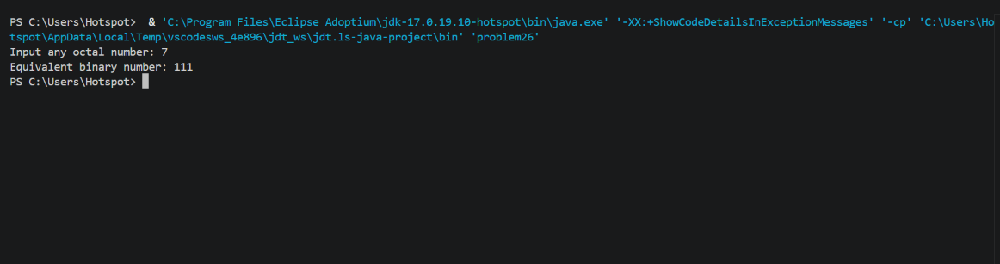 PS C:\Users\Hotspot>  & 'C:\Program Files\Eclipse Adoptium\jdk-17.0.19.10-hotspot\bin\java.exe' '-XX:+ShowCodeDetailsInExceptionMessages' '-cp' 'C:\Users\Ho
tspot\AppData\Local\Temp\vscodesws_4e896\jdt_ws\jdt.ls-java-project\bin' 'problem26'
Input any octal number: 7
Equivalent binary number: 111
PS C:\Users\Hotspot>